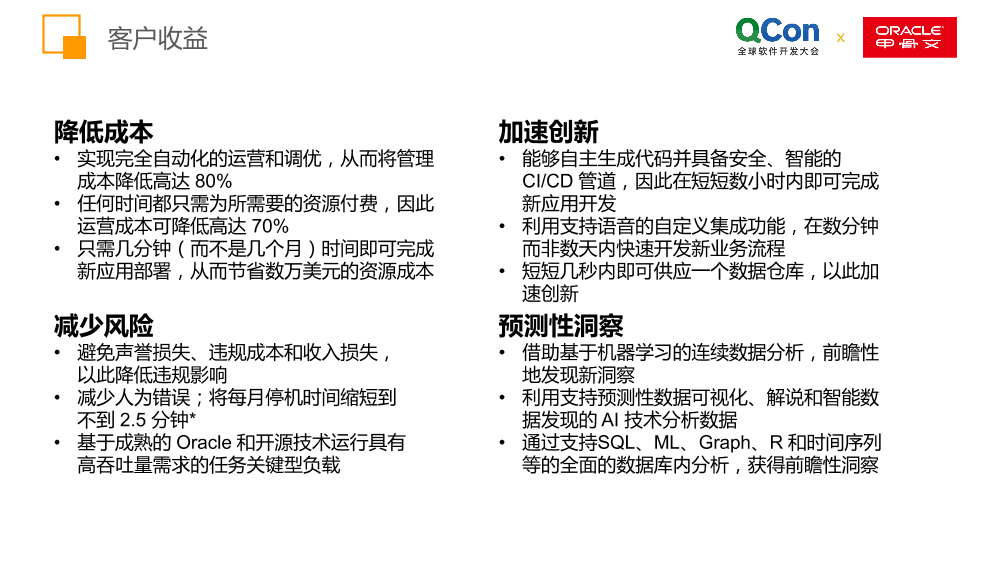 客户收益
QCon
全球软件开发大会
x
ORACLE
甲骨文
降低成本
• 实现完全自动化的运营和调优，从而将管理
成本降低高达 80%
• 任何时间都只需为所需要的资源付费，因此
运营成本可降低高达 70%
• 只需几分钟（而不是几个月）时间即可完成
新应用部署，从而节省数万美元的资源成本
减少风险
• 避免声誉损失、违规成本和收入损失，
以此降低违规影响
• 减少人为错误；将每月停机时间缩短到
不到 2.5 分钟*
• 基于成熟的 Oracle 和开源技术运行具有
高吞吐量需求的任务关键型负载
加速创新
• 能够自主生成代码并具备安全、智能的
CI/CD 管道，因此在短短数小时内即可完成
新应用开发
• 利用支持语音的自定义集成功能，在数分钟
而非数天内快速开发新业务流程
• 短短几秒内即可供应一个数据仓库，以此加
速创新
预测性洞察
• 借助基于机器学习的连续数据分析，前瞻性
地发现新洞察
• 利用支持预测性数据可视化、解说和智能数
据发现的 AI 技术分析数据
• 通过支持SQL、ML、Graph、R 和时间序列
等的全面的数据库内分析，获得前瞻性洞察